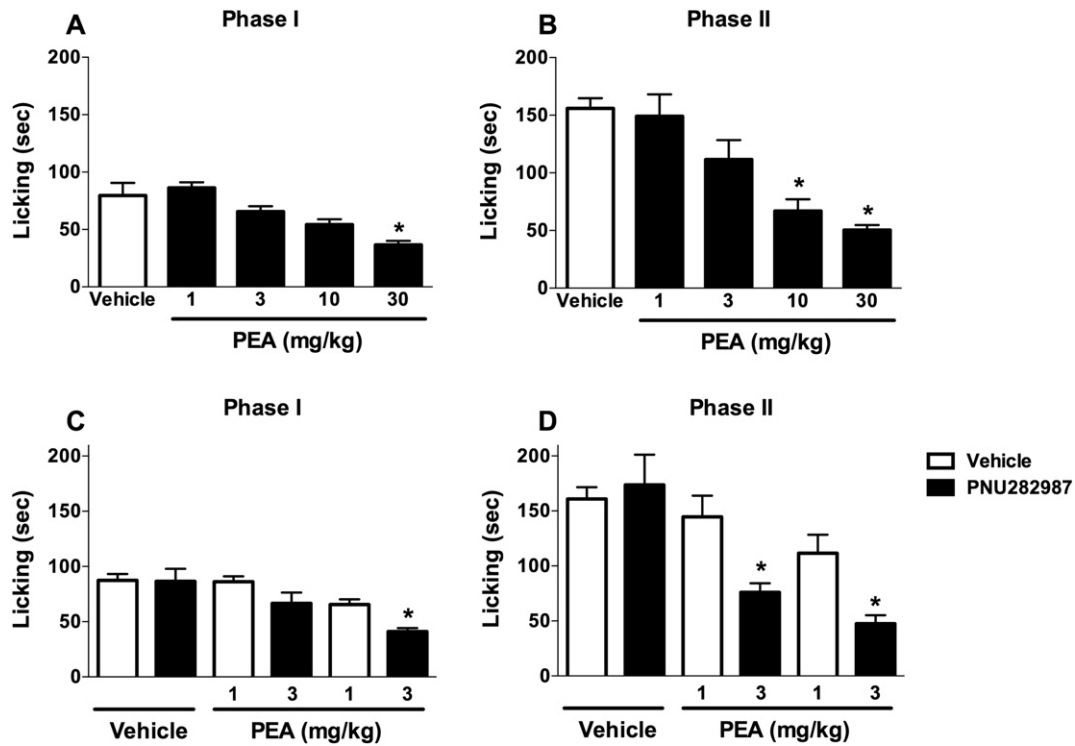 A
Phase I
Licking (sec)
200
150
100
50
0
*
Vehicle 1 3 10 30
PEA (mg/kg)
B
Phase II
Licking (sec)
200
150
100
50
0
* *
Vehicle 1 3 10 30
PEA (mg/kg)
C
Phase I
Licking (sec)
200
150
100
50
0
*
1 3 1 3
Vehicle PEA (mg/kg)
D
Phase II
Licking (sec)
200
150
100
50
0
* *
1 3 1 3
Vehicle PEA (mg/kg)
Vehicle
PNU282987